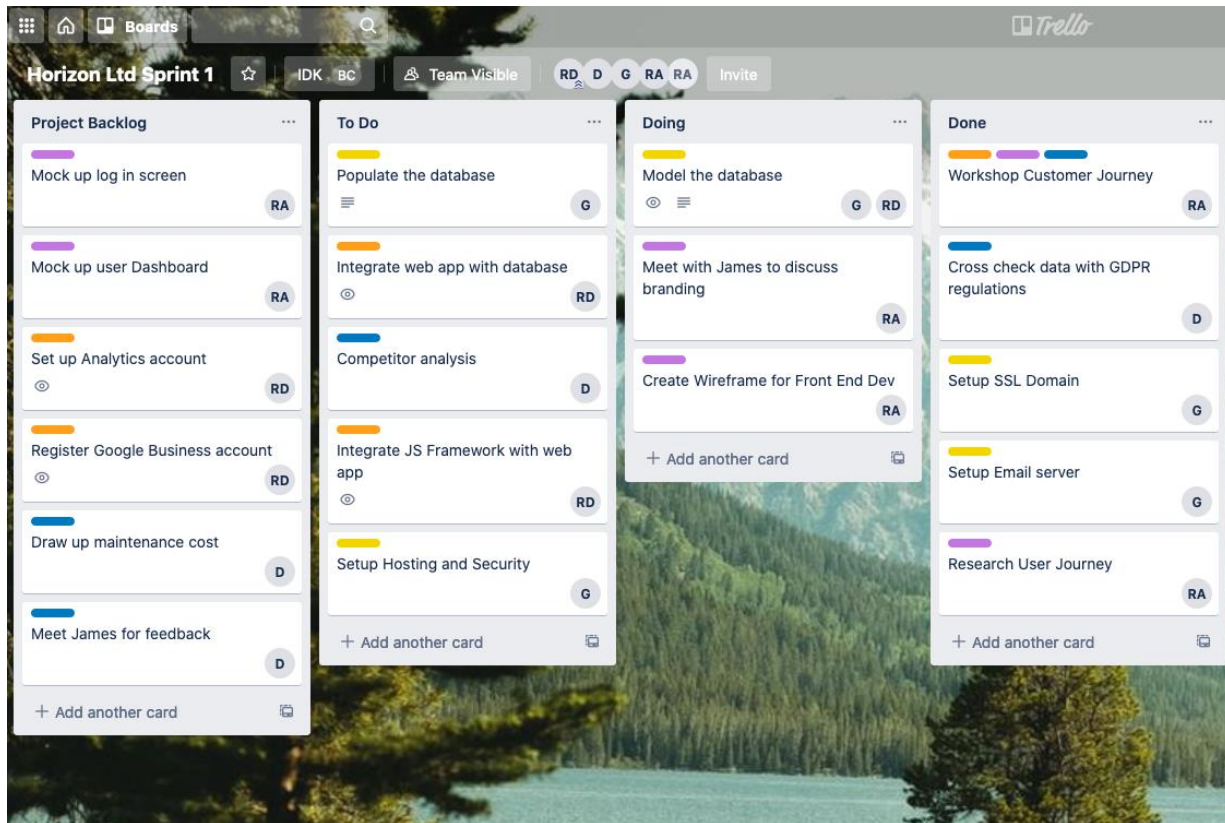 Boards
Trello
Horizon Ltd Sprint 1
IDK BC
Team Visible
RD D G RA RA
Invite
Project Backlog
Mock up log in screen
RA
Mock up user Dashboard
RA
Set up Analytics account
RD
Register Google Business account
RD
Draw up maintenance cost
D
Meet James for feedback
D
+ Add another card
To Do
Populate the database
G
Integrate web app with database
RD
Competitor analysis
D
Integrate JS Framework with web
app
RD
Setup Hosting and Security
G
+ Add another card
Doing
Model the database
G RD
Meet with James to discuss
branding
RA
Create Wireframe for Front End Dev
RA
+ Add another card
Done
Workshop Customer Journey
RA
Cross check data with GDPR
regulations
D
Setup SSL Domain
G
Setup Email server
G
Research User Journey
RA
+ Add another card